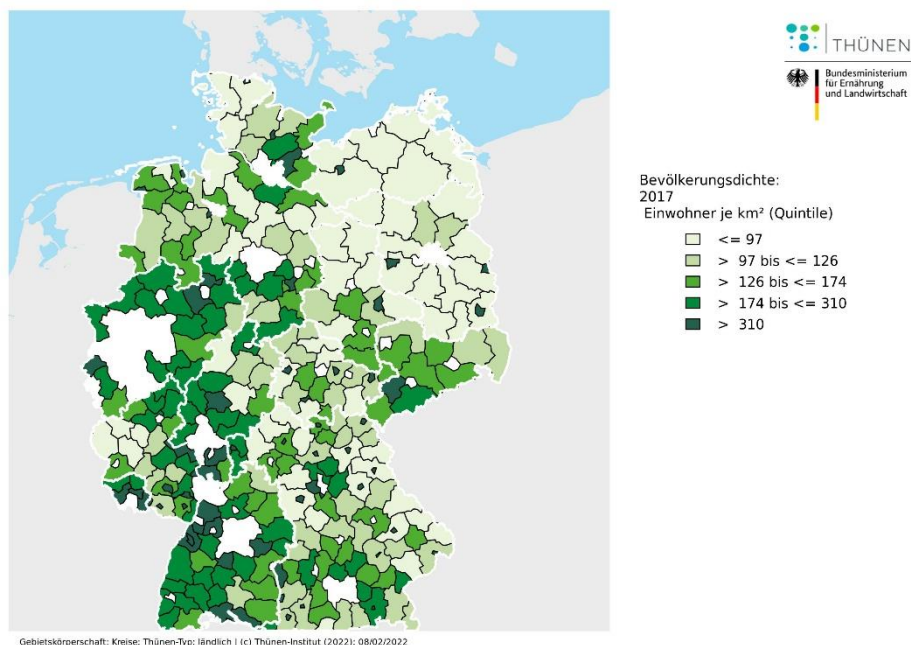 THÜNEN
Bundesministerium
für Ernährung
und Landwirtschaft
Bevölkerungsdichte:
2017
Einwohner je km² (Quintile)
<= 97
> 97 bis <= 126
> 126 bis <= 174
> 174 bis <= 310
> 310
Gebietskörperschaft: Kreise; Thünen-Typ: ländlich | (c) Thünen-Institut (2022); 08/02/2022